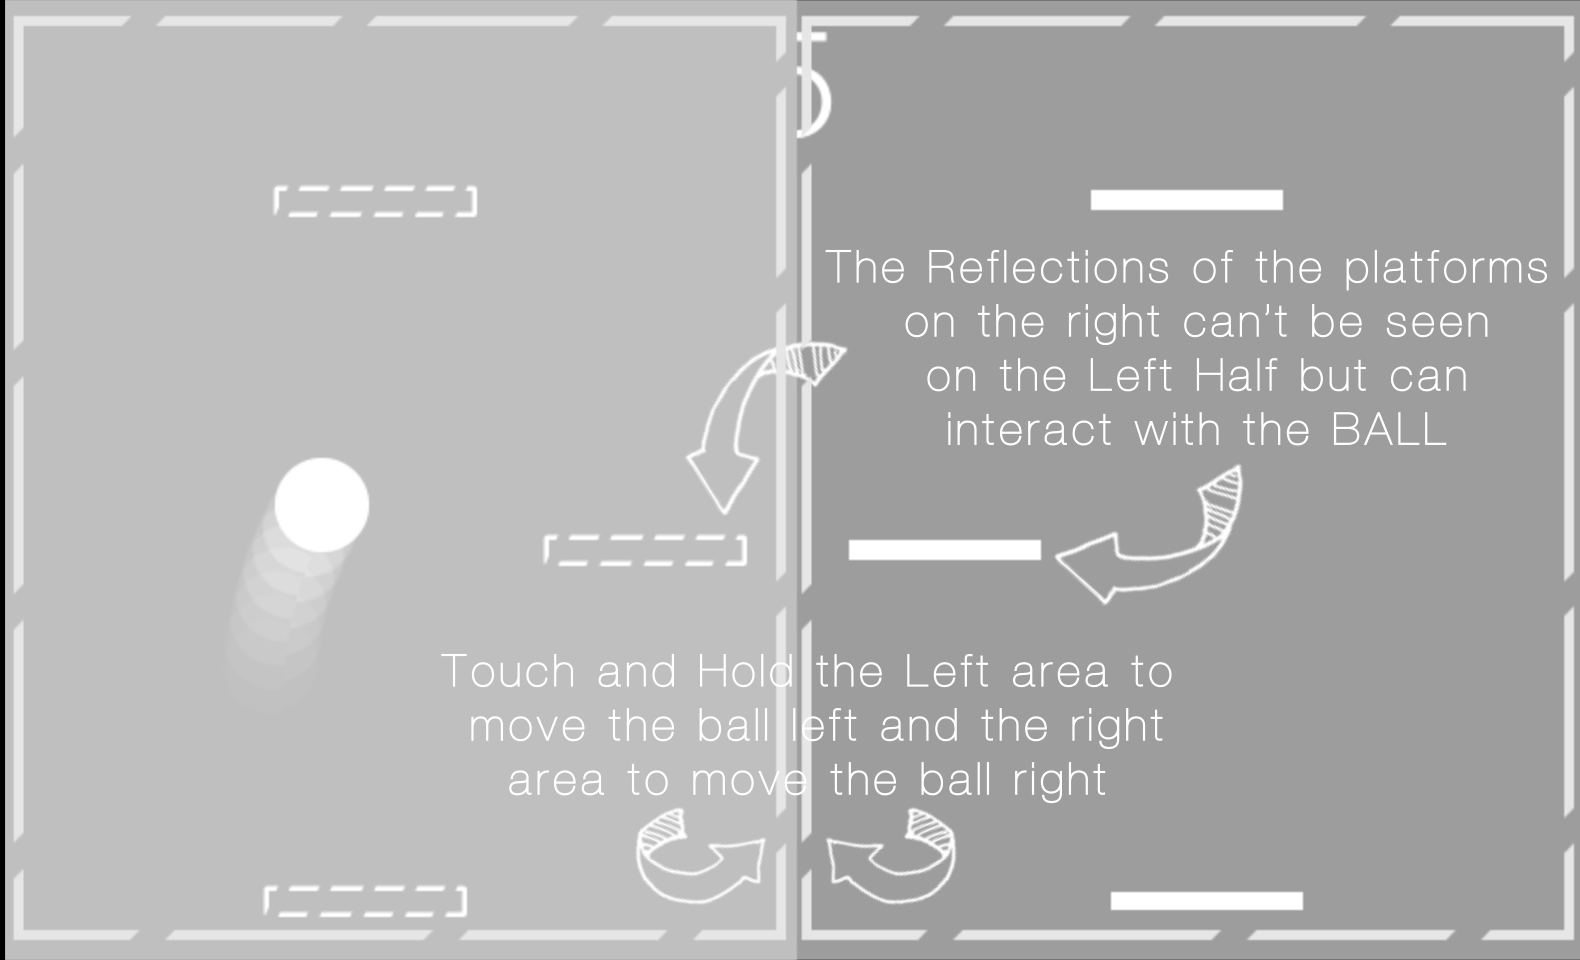 The Reflections of the platforms
on the right can't be seen
on the Left Half but can
interact with the BALL
Touch and Hold the Left area to
move the ball left and the right
area to move the ball right